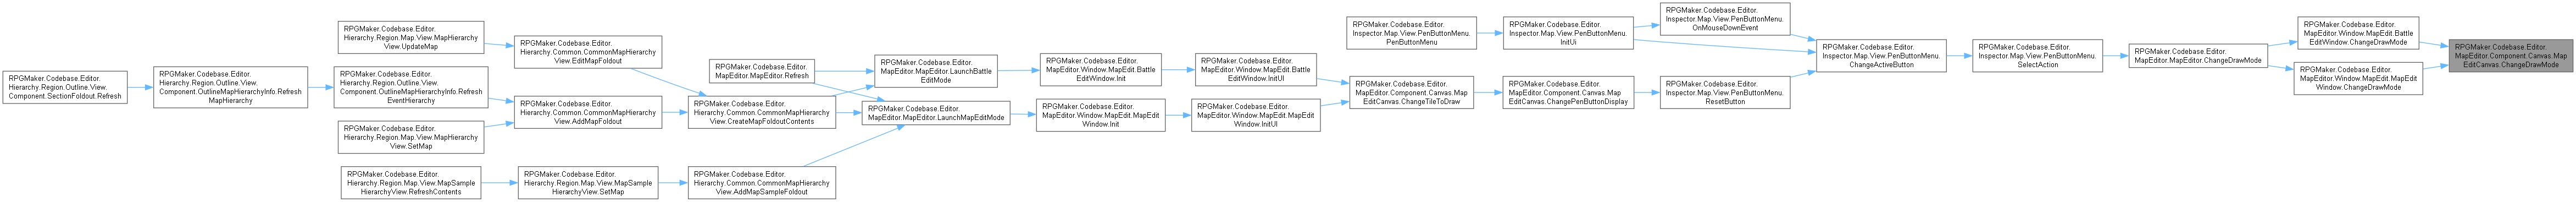 RPGMaker.Codebase.Editor.
Hierarchy.Region.Outline.View.
Component.SectionFoldout.Refresh
RPGMaker.Codebase.Editor.
Hierarchy.Region.Outline.View.
Component.OutlineMapHierarchyInfo.Refresh
MapHierarchy
RPGMaker.Codebase.Editor.
Hierarchy.Region.Map.View.MapHierarchy
View.UpdateMap
RPGMaker.Codebase.Editor.
Hierarchy.Region.Outline.View.
Component.OutlineMapHierarchyInfo.Refresh
EventHierarchy
RPGMaker.Codebase.Editor.
Hierarchy.Region.Map.View.MapHierarchy
View.SetMap
RPGMaker.Codebase.Editor.
Hierarchy.Region.Map.View.MapSample
HierarchyView.RefreshContents
RPGMaker.Codebase.Editor.
Hierarchy.Common.CommonMapHierarchy
View.EditMapFoldout
RPGMaker.Codebase.Editor.
Hierarchy.Common.CommonMapHierarchy
View.AddMapFoldout
RPGMaker.Codebase.Editor.
Hierarchy.Region.Map.View.MapSample
HierarchyView.SetMap
RPGMaker.Codebase.Editor.
MapEditor.MapEditor.Refresh
RPGMaker.Codebase.Editor.
Hierarchy.Common.CommonMapHierarchy
View.CreateMapFoldoutContents
RPGMaker.Codebase.Editor.
Hierarchy.Common.CommonMapHierarchy
View.AddMapSampleFoldout
RPGMaker.Codebase.Editor.
MapEditor.MapEditor.LaunchBattle
EditMode
RPGMaker.Codebase.Editor.
MapEditor.MapEditor.LaunchMapEditMode
RPGMaker.Codebase.Editor.
MapEditor.Window.MapEdit.Battle
EditWindow.Init
RPGMaker.Codebase.Editor.
MapEditor.Window.MapEdit.MapEdit
Window.Init
RPGMaker.Codebase.Editor.
MapEditor.Window.MapEdit.Battle
EditWindow.InitUI
RPGMaker.Codebase.Editor.
MapEditor.Window.MapEdit.MapEdit
Window.InitUI
RPGMaker.Codebase.Editor.
Inspector.Map.View.PenButtonMenu.
PenButtonMenu
RPGMaker.Codebase.Editor.
MapEditor.Component.Canvas.Map
EditCanvas.ChangeTileToDraw
RPGMaker.Codebase.Editor.
Inspector.Map.View.PenButtonMenu.
InitUi
RPGMaker.Codebase.Editor.
MapEditor.Component.Canvas.Map
EditCanvas.ChangePenButtonDisplay
RPGMaker.Codebase.Editor.
Inspector.Map.View.PenButtonMenu.
OnMouseDownEvent
RPGMaker.Codebase.Editor.
Inspector.Map.View.PenButtonMenu.
ResetButton
RPGMaker.Codebase.Editor.
Inspector.Map.View.PenButtonMenu.
ChangeActiveButton
RPGMaker.Codebase.Editor.
Inspector.Map.View.PenButtonMenu.
SelectAction
RPGMaker.Codebase.Editor.
MapEditor.MapEditor.ChangeDrawMode
RPGMaker.Codebase.Editor.
MapEditor.Window.MapEdit.Battle
EditWindow.ChangeDrawMode
RPGMaker.Codebase.Editor.
MapEditor.Window.MapEdit.MapEdit
Window.ChangeDrawMode
RPGMaker.Codebase.Editor.
MapEditor.Component.Canvas.Map
EditCanvas.ChangeDrawMode